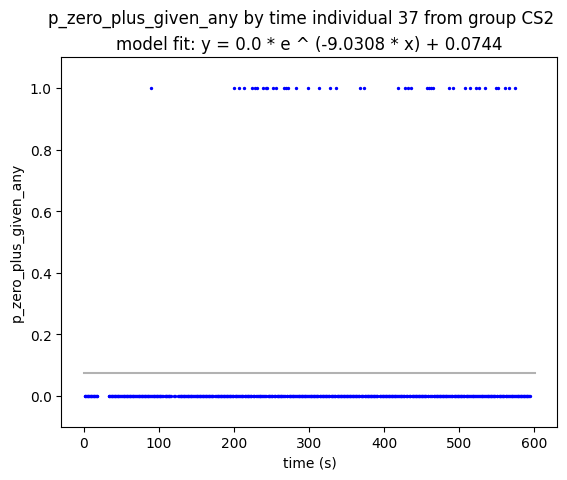 p_zero_plus_given_any by time individual 37 from group CS2
model fit: y = 0.0 * e ^ (-9.0308 * x) + 0.0744
p_zero_plus_given_any
1.0
0.8
0.6
0.4
0.2
0.0
0 100 200 300 400 500 600
time (s)